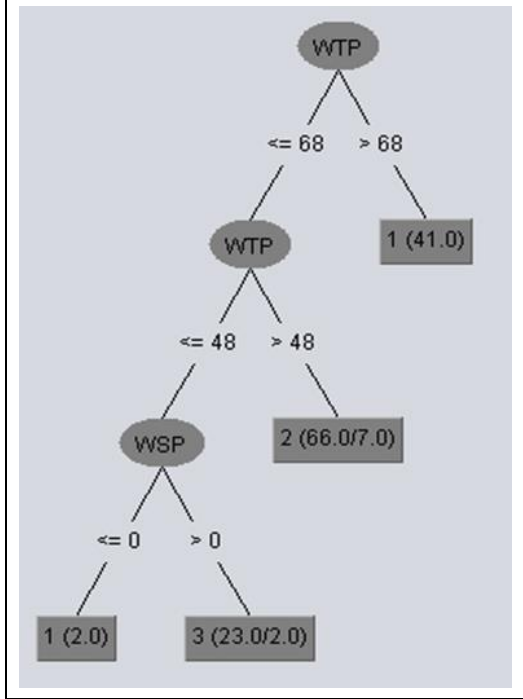 WTP
<= 68 > 68
WTP 1 (41.0)
<= 48 > 48
WSP 2 (66.0/7.0)
<= 0 > 0
1 (2.0) 3 (23.0/2.0)